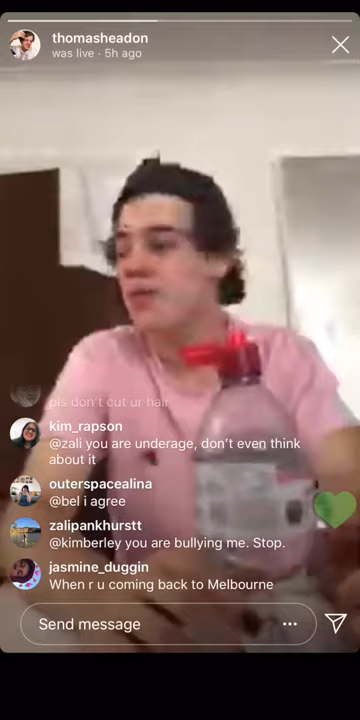 thomasheadon
was live · 5h ago
pls don't cut ur hair
kim_rapson
@zali you are underage, don't even think
about it
outerspacealina
@bel i agree
zalipankhurstt
@kimberley you are bullying me. Stop.
jasmine_duggin
When r u coming back to Melbourne
Send message